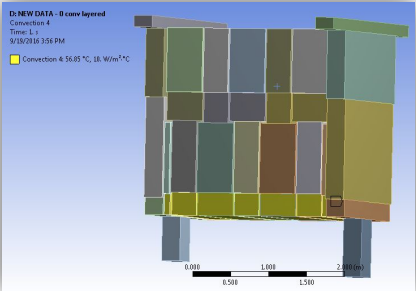 D: NEW DATA - 0 conv layered
Convection 4
Time: 1. s
9/19/2016 3:56 PM
Convection 4: 56.85 °C, 10. W/m²·°C
0.000 1.000 2.000 (m)
0.500 1.500